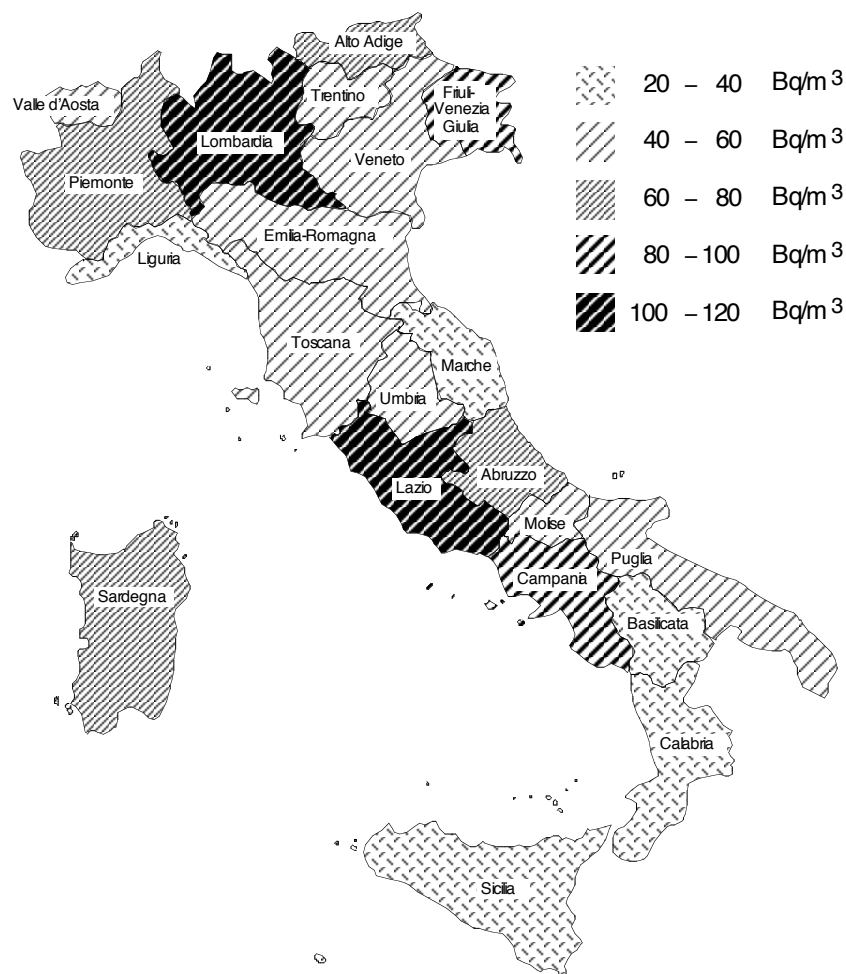 Alto Adige
Valle d'Aosta
Trentino
Friuli-
Venezia
Giulia
Lombardia
Veneto
Piemonte
Emilia-Romagna
Liguria
Toscana
Marche
Umbria
Lazio
Abruzzo
Molise
Puglia
Campania
Sardegna
Basilicata
Calabria
Sicilia
20 – 40 Bq/m³
40 – 60 Bq/m³
60 – 80 Bq/m³
80 – 100 Bq/m³
100 – 120 Bq/m³